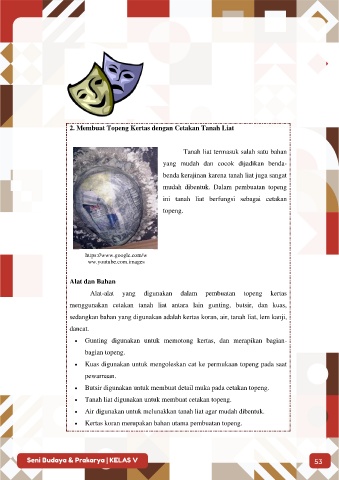 2. Membuat Topeng Kertas dengan Cetakan Tanah Liat
Tanah liat termasuk salah satu bahan
yang mudah dan cocok dijadikan benda-
benda kerajinan karena tanah liat juga sangat
mudah dibentuk. Dalam pembuatan topeng
ini tanah liat berfungsi sebagai cetakan
topeng.
https://www.google.com/w
ww.youtube.com.images
Alat dan Bahan
Alat-alat yang digunakan dalam pembuatan topeng kertas
menggunakan cetakan tanah liat antara lain gunting, butsir, dan kuas,
sedangkan bahan yang digunakan adalah kertas koran, air, tanah liat, lem kanji,
dancat.
• Gunting digunakan untuk memotong kertas, dan merapikan bagian-
bagian topeng.
• Kuas digunakan untuk mengoleskan cat ke permukaan topeng pada saat
pewarnaan.
• Butsir digunakan untuk membuat detail muka pada cetakan topeng.
• Tanah liat digunakan untuk membuat cetakan topeng.
• Air digunakan untuk melunakkan tanah liat agar mudah dibentuk.
• Kertas koran merupakan bahan utama pembuatan topeng.
Seni Budaya & Prakarya | KELAS V
53